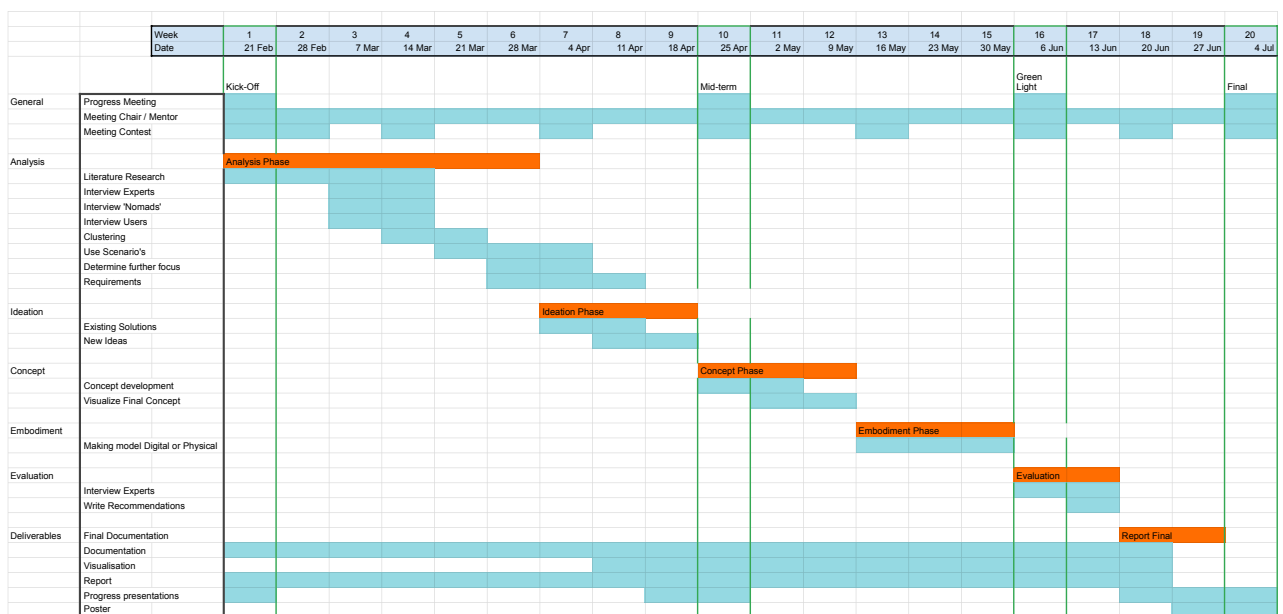 Week 1 2 3 4 5 6 7 8 9 10 11 12 13 14 15 16 17 18 19 20
Date 21 Feb 28 Feb 7 Mar 14 Mar 21 Mar 28 Mar 4 Apr 11 Apr 18 Apr 25 Apr 2 May 9 May 16 May 23 May 30 May 6 Jun 13 Jun 20 Jun 27 Jun 4 Jul
Kick-Off Mid-term Green Light Final
General Progress Meeting
Meeting Chair / Mentor
Meeting Contest
Analysis Analysis Phase
Literature Research
Interview Experts
Interview 'Nomads'
Interview Users
Clustering
Use Scenario's
Determine further focus
Requirements
Ideation Ideation Phase
Existing Solutions
New Ideas
Concept Concept Phase
Concept development
Visualize Final Concept
Embodiment Embodiment Phase
Making model Digital or Physical
Evaluation Evaluation
Interview Experts
Write Recommendations
Deliverables Final Documentation Report Final
Documentation
Visualisation
Report
Progress presentations
Poster